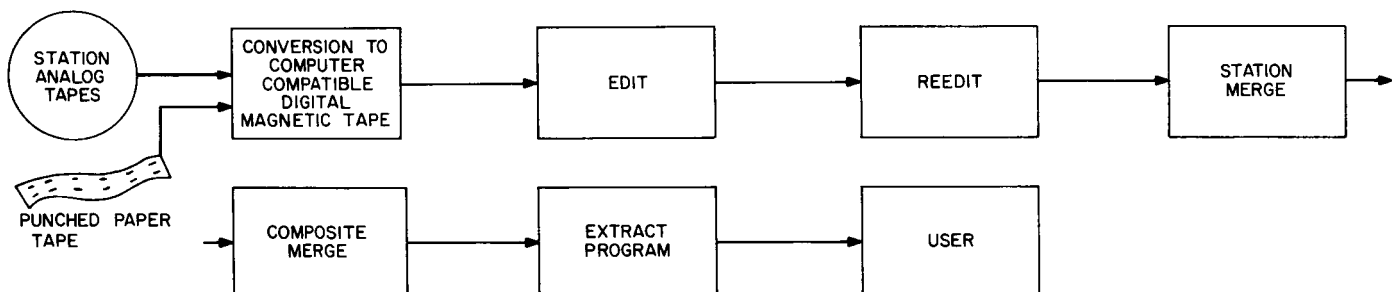 STATION
ANALOG
TAPES
CONVERSION TO
COMPUTER
COMPATIBLE
DIGITAL
MAGNETIC TAPE
EDIT
REEDIT
STATION
MERGE
PUNCHED PAPER
TAPE
COMPOSITE
MERGE
EXTRACT
PROGRAM
USER